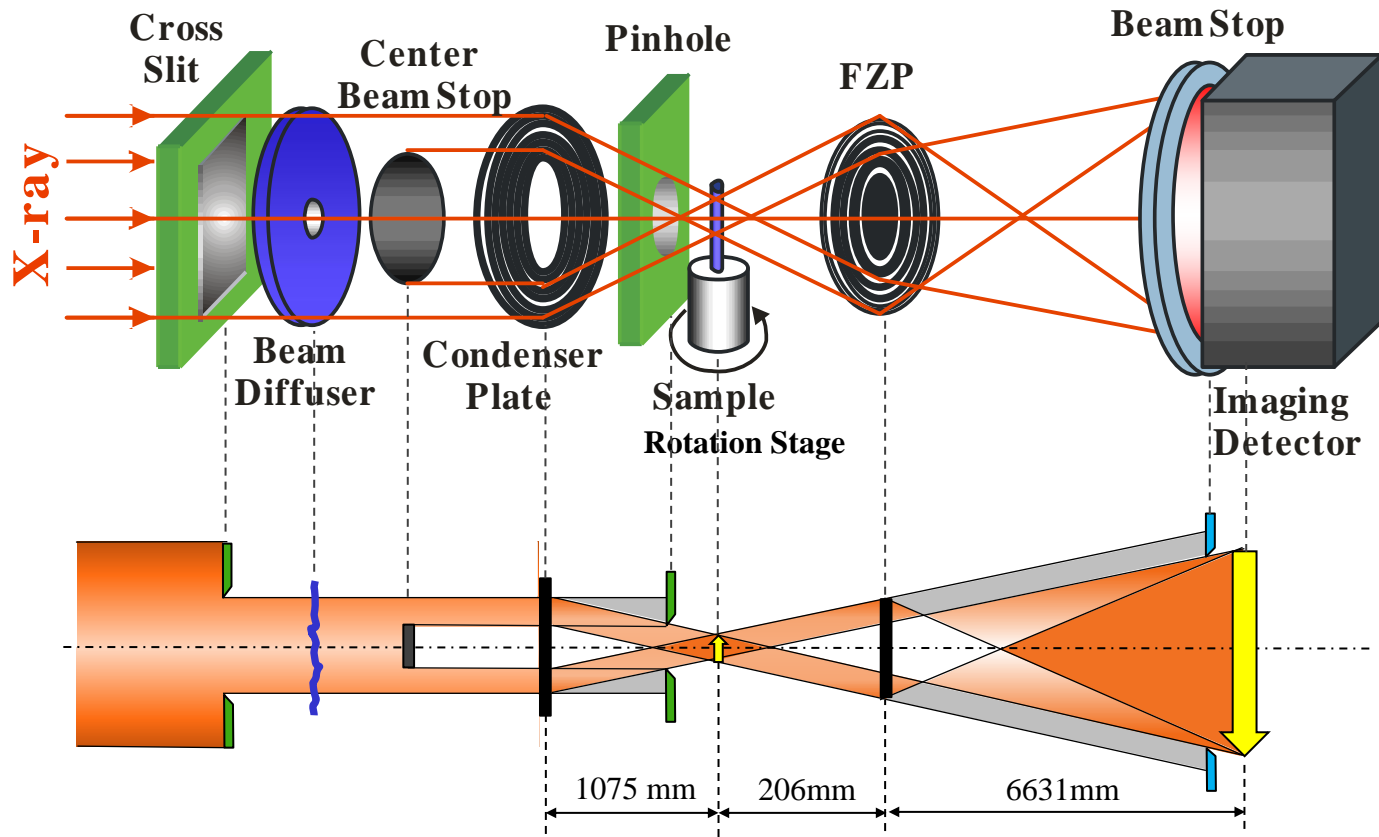 Cross
Slit
Center
Beam Stop
Pinhole
FZP
Beam Stop
X-ray
Beam
Diffuser
Condenser
Plate
Sample
Rotation Stage
Imaging
Detector
1075 mm
206mm
6631mm